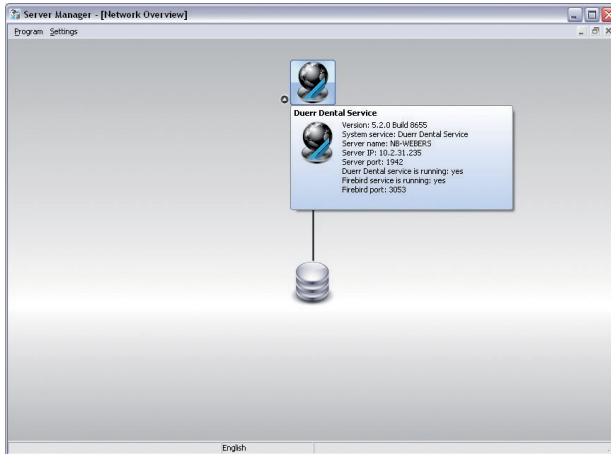 Server Manager - [Network Overview]
Program Settings
Duerr Dental Service
Version: 5.2.0 Build 8655
System service: Duerr Dental Service
Server name: NB-WEBERS
Server IP: 10.2.31.235
Server port: 1942
Duerr Dental service is running: yes
Firebird service is running: yes
Firebird port: 3053
English